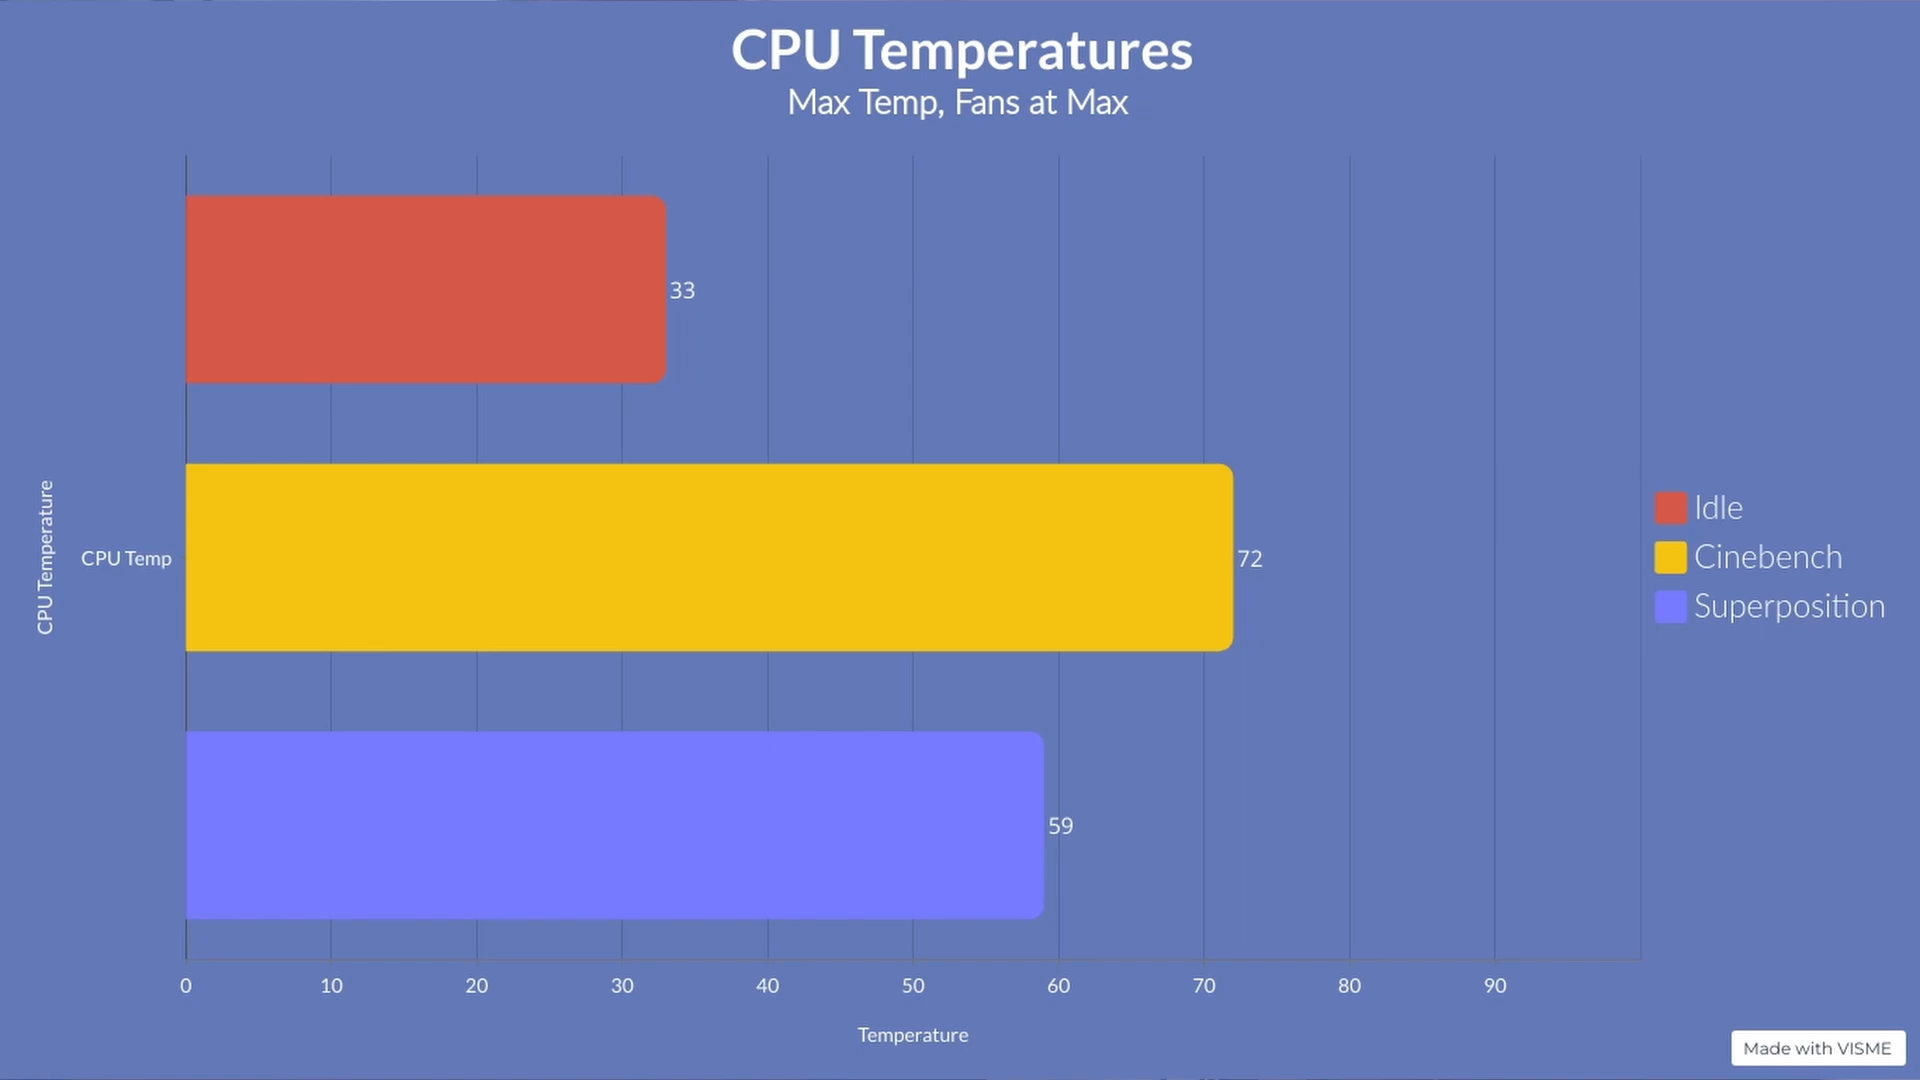 CPU Temperatures
Max Temp, Fans at Max
33
CPU Temperature
CPU Temp
72
59
Idle
Cinebench
Superposition
0 10 20 30 40 50 60 70 80 90
Temperature
Made with VISME